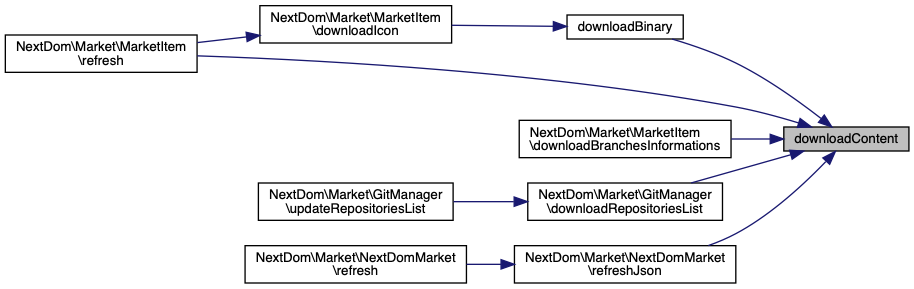 NextDom\Market\MarketItem
\refresh
NextDom\Market\MarketItem
\downloadIcon
downloadBinary
NextDom\Market\MarketItem
\downloadBranchesInformations
downloadContent
NextDom\Market\GitManager
\updateRepositoriesList
NextDom\Market\GitManager
\downloadRepositoriesList
NextDom\Market\NextDomMarket
\refresh
NextDom\Market\NextDomMarket
\refreshJson